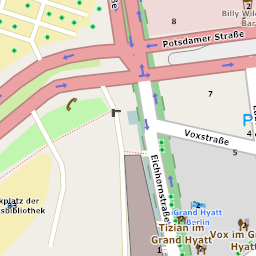 8
Billy Wil
Bar
Potsdamer Straße
7
P
Voxstraße
5
Eichhornstraße
kplatz der
sbibliothek
2
Grand Hyatt
Berlin
Tizian im
Grand Hyatt
Vox im G
Hyatt